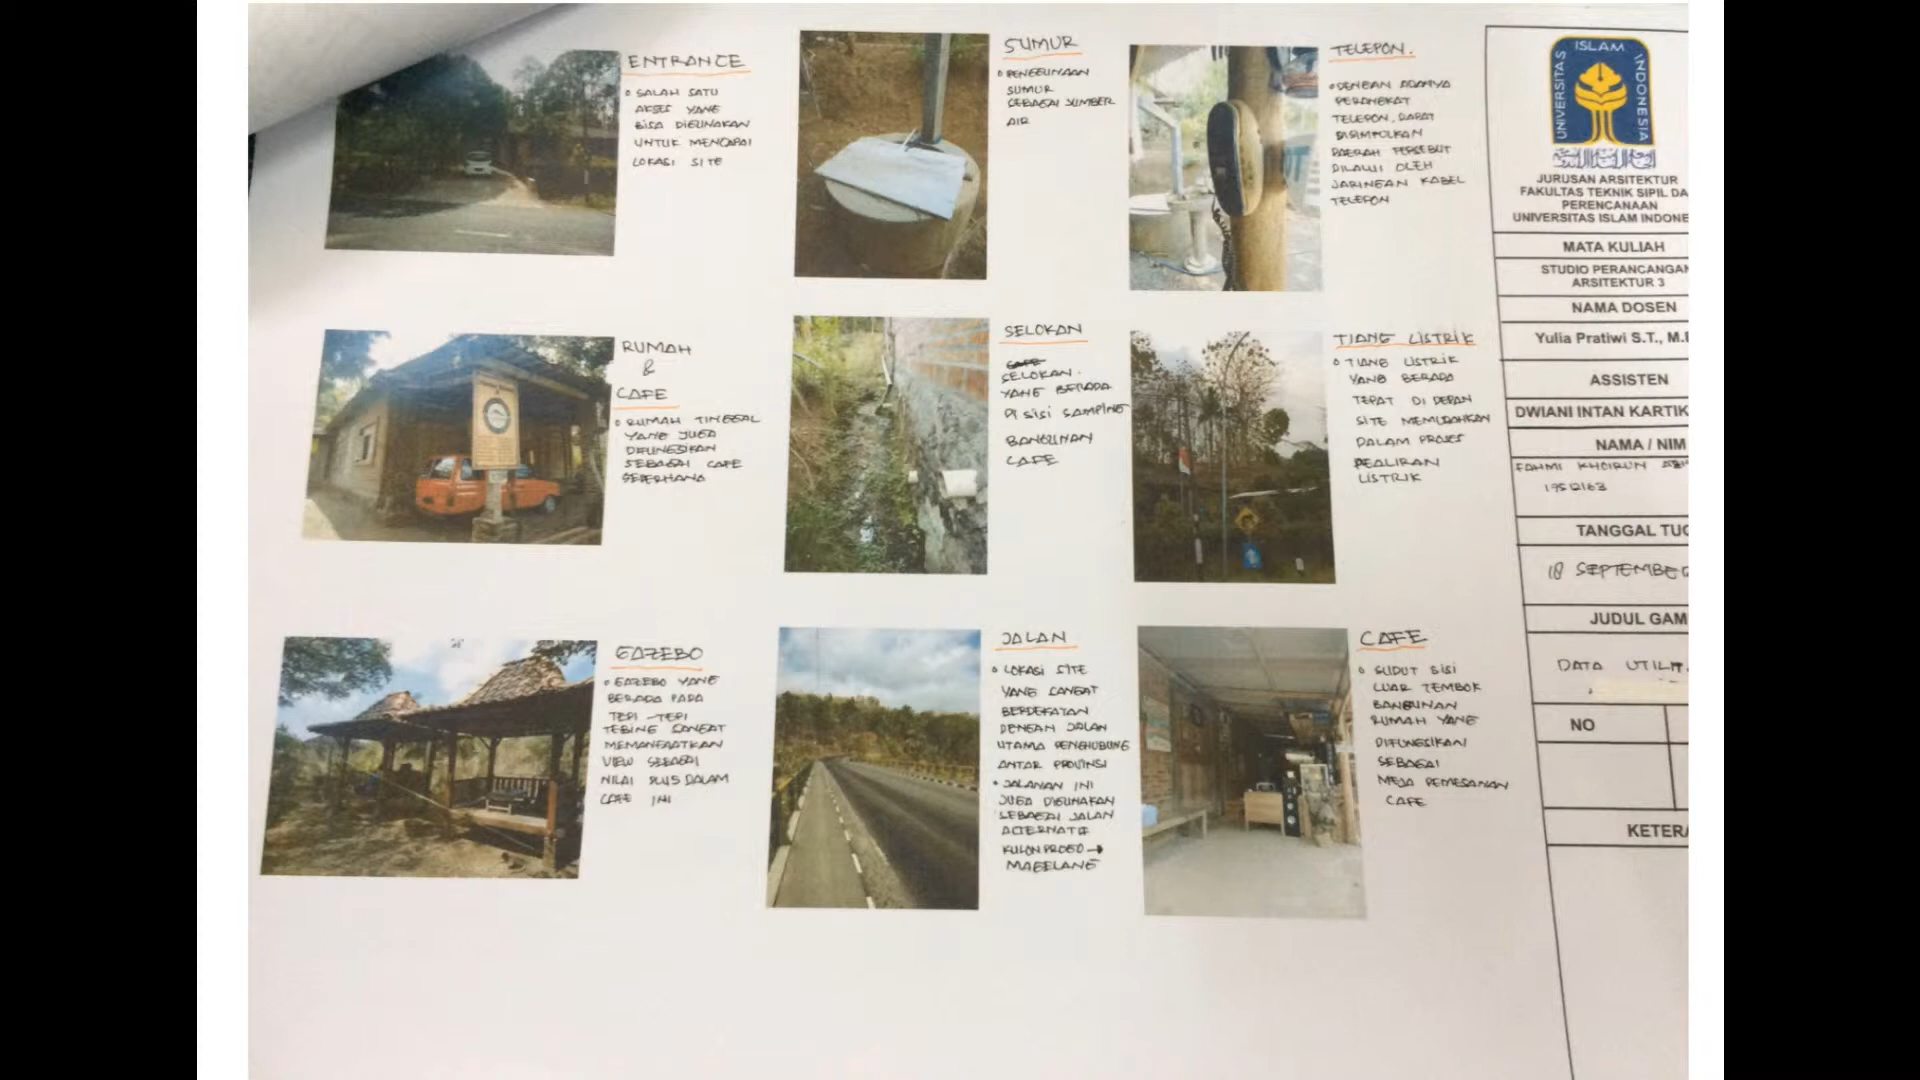 ENTRANCE
SALAH SATU
AKSES YANG
BISA DIGUNAKAN
UNTUK MENCAPAI
LOKASI SITE
SUMUR
PENGGUNAAN
SUMUR
SEBAGAI SUMBER
AIR
TELEPON.
DENGAN ADANYA
PERANGKAT
TELEPON, DAPAT
DISIMPULKAN
DAERAH TERSEBUT
DILALUI OLEH
JARINGAN KABEL
TELEPON
RUMAH
&
CAFE
RUMAH TINGGAL
YANG JUGA
DIFUNGSIKAN
SEBAGAI CAFE
SEDERHANA
SELOKAN
SELOKAN.
YANG BERADA
DI SISI SAMPING
BANGUNAN
CAFE
TIANG LISTRIK
TIANG LISTRIK
YANG BERADA
TEPAT DI DEPAN
SITE MEMUDAHKAN
DALAM PROSES
PEALIRAN
LISTRIK
GAZEBO
GAZEBO YANG
BERADA PADA
TEPI-TEPI
TEBING SANGAT
MEMANFAATKAN
VIEW SEBAGAI
NILAI PLUS DALAM
CAFE INI
JALAN
LOKASI SITE
YANG SANGAT
BERDEKATAN
DENGAN JALAN
UTAMA PENGHUBUNG
ANTAR PROVINSI
JALANAN INI
JUGA DIGUNAKAN
SEBAGAI JALAN
ALTERNATIF
KULONPROGO →
MAGELANG
CAFE
SUDUT SISI
LUAR TEMBOK
BANGUNAN
RUMAH YANG
DIFUNGSIKAN
SEBAGAI
MEJA PEMESANAN
CAFE
UNIVERSITAS ISLAM INDONESIA
JURUSAN ARSITEKTUR
FAKULTAS TEKNIK SIPIL DA
PERENCANAAN
UNIVERSITAS ISLAM INDONE
MATA KULIAH
STUDIO PERANCANGAN
ARSITEKTUR 3
NAMA DOSEN
Yulia Pratiwi S.T., M.E
ASSISTEN
DWIANI INTAN KARTIK
NAMA / NIM
FAHMI KHOIRUN
17512163
TANGGAL TUG
18 SEPTEMBE
JUDUL GAM
DATA UTILIT
NO
KETERA